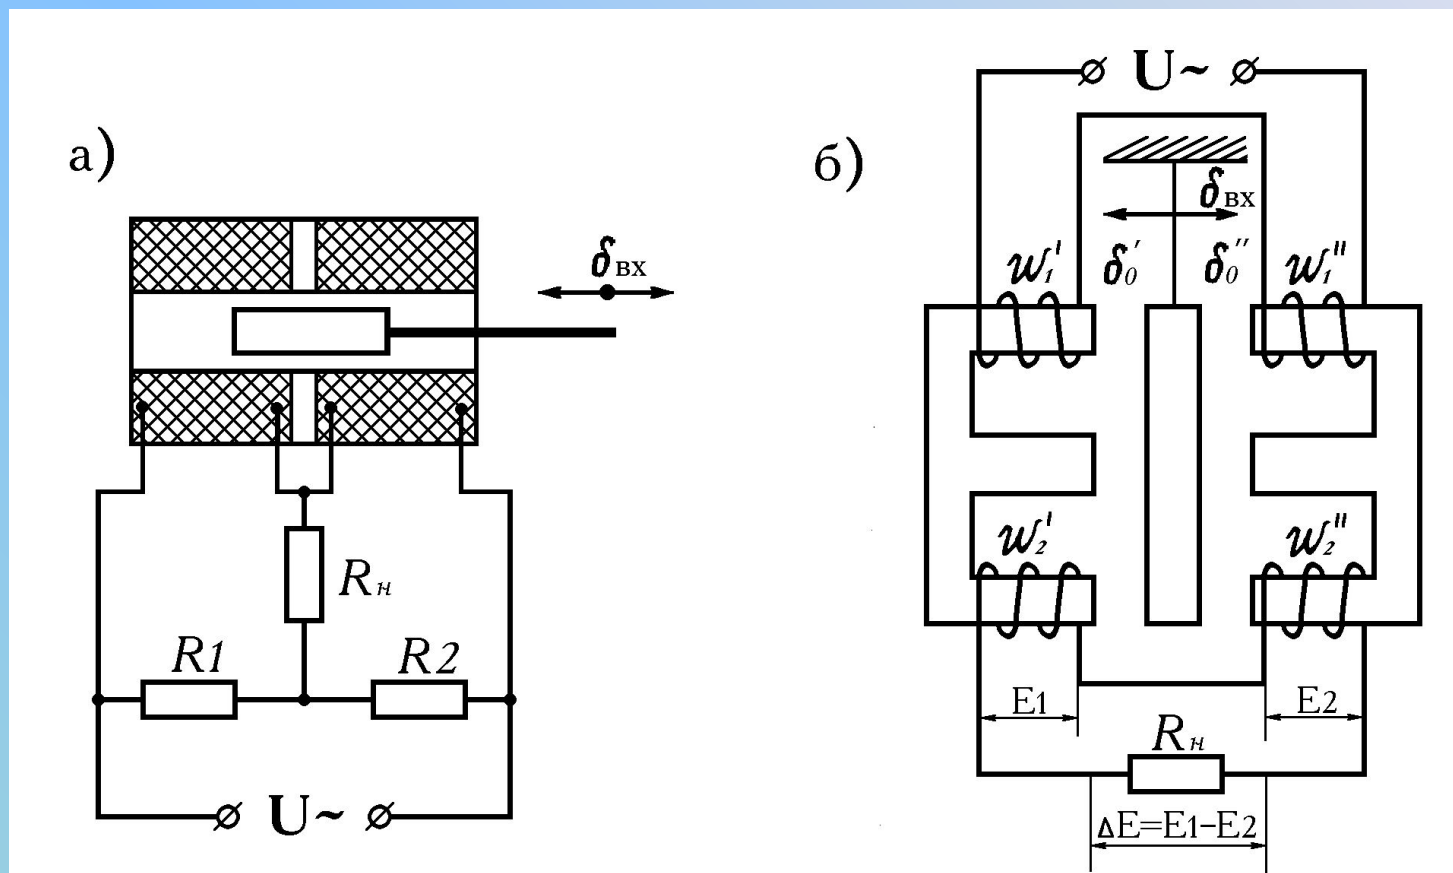 а)
δвх
Rн
R1
R2
U~
б)
U~
δвх
w₁′
δ₀′
δ₀″
w₁″
w₂′
w₂″
E1
E2
Rн
ΔE=E1−E2